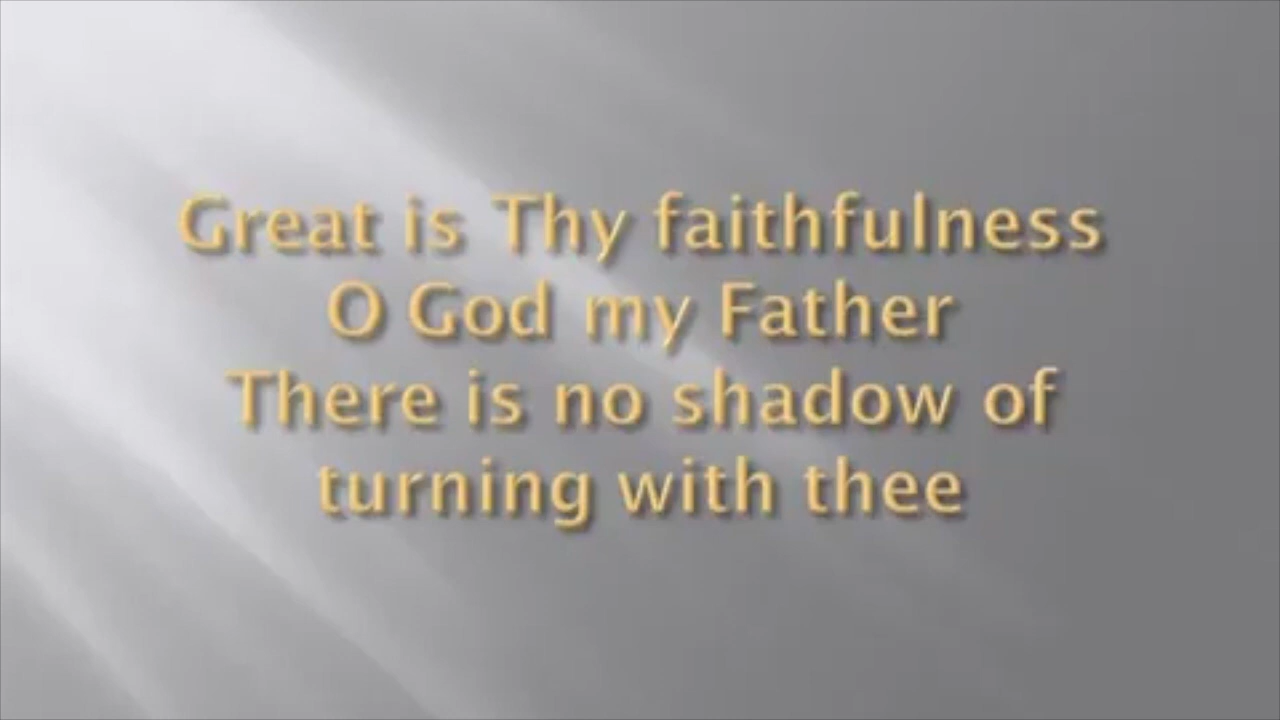 Great is Thy faithfulness
O God my Father
There is no shadow of
turning with thee